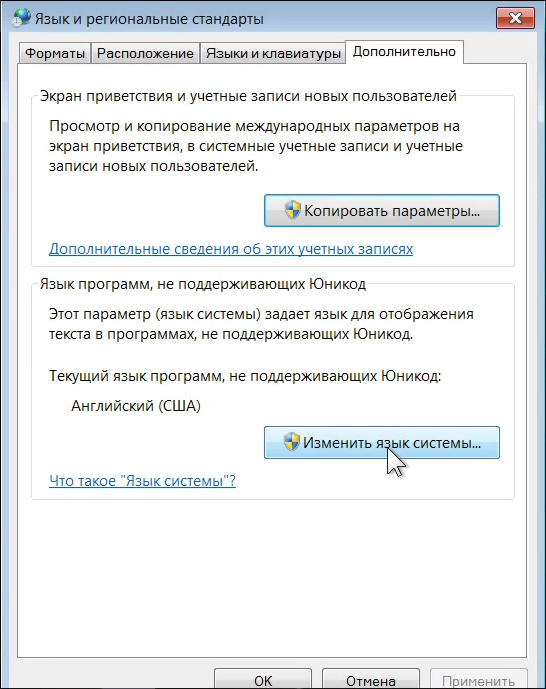 Язык и региональные стандарты
Форматы Расположение Языки и клавиатуры Дополнительно
Экран приветствия и учетные записи новых пользователей
Просмотр и копирование международных параметров на
экран приветствия, в системные учетные записи и учетные
записи новых пользователей.
Копировать параметры...
Дополнительные сведения об этих учетных записях
Язык программ, не поддерживающих Юникод
Этот параметр (язык системы) задает язык для отображения
текста в программах, не поддерживающих Юникод.
Текущий язык программ, не поддерживающих Юникод:
Английский (США)
Изменить язык системы...
Что такое "Язык системы"?
ОК Отмена Применить